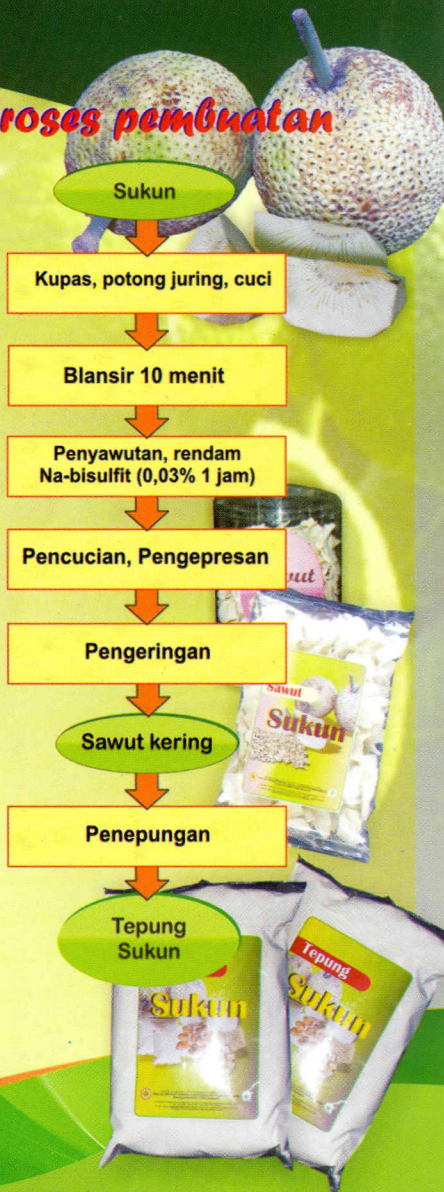 roses pembuatan
Sukun
Kupas, potong juring, cuci
Blansir 10 menit
Penyawutan, rendam
Na-bisulfit (0,03% 1 jam)
Pencucian, Pengepresan
Pengeringan
Sawut
Sukun
Sawut kering
Penepungan
Tepung
Sukun
Sukun
Tepung
Sukun